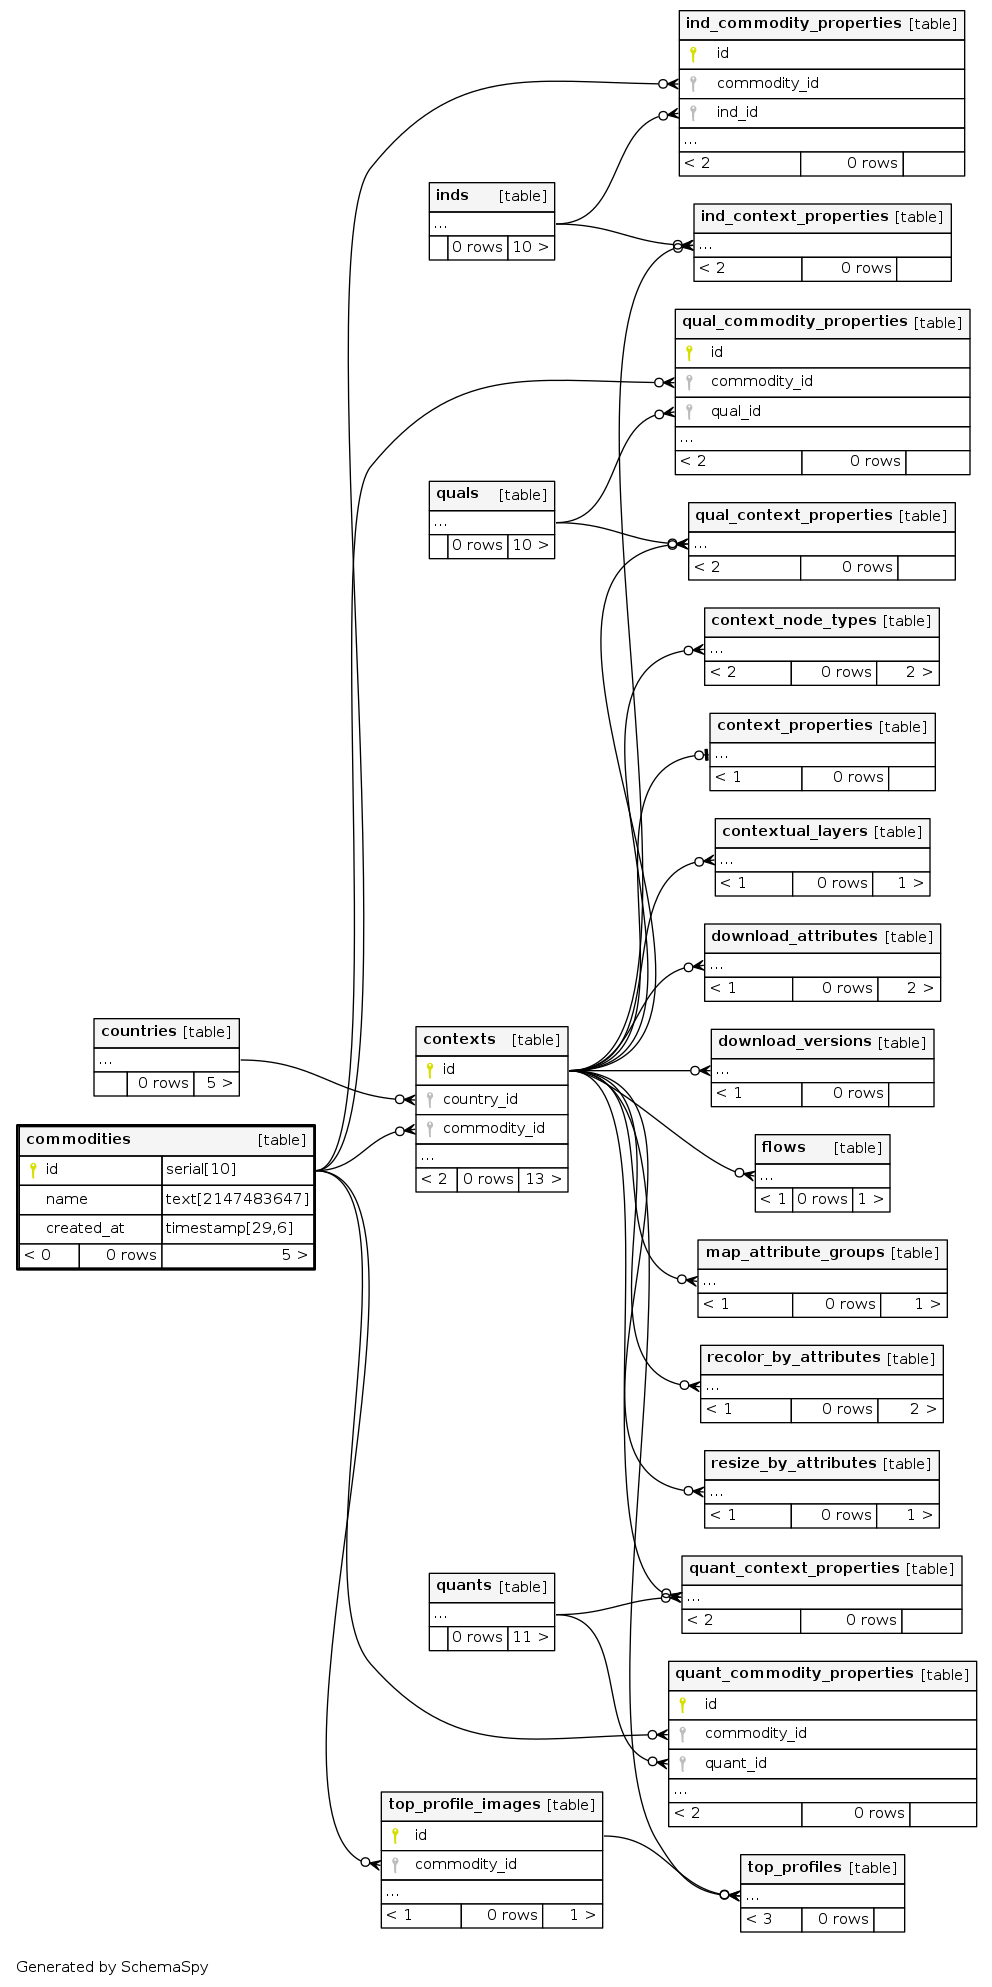 ind_commodity_properties [table]
id
commodity_id
ind_id
...
< 2 0 rows
inds [table]
...
0 rows 10 >
ind_context_properties [table]
...
< 2 0 rows
qual_commodity_properties [table]
id
commodity_id
qual_id
...
< 2 0 rows
quals [table]
...
0 rows 10 >
qual_context_properties [table]
...
< 2 0 rows
context_node_types [table]
...
< 2 0 rows 2 >
context_properties [table]
...
< 1 0 rows
contextual_layers [table]
...
< 1 0 rows 1 >
download_attributes [table]
...
< 1 0 rows 2 >
countries [table]
...
0 rows 5 >
contexts [table]
id
country_id
commodity_id
...
< 2 0 rows 13 >
download_versions [table]
...
< 1 0 rows
commodities [table]
id serial[10]
name text[2147483647]
created_at timestamp[29,6]
< 0 0 rows 5 >
flows [table]
...
< 1 0 rows 1 >
map_attribute_groups [table]
...
< 1 0 rows 1 >
recolor_by_attributes [table]
...
< 1 0 rows 2 >
resize_by_attributes [table]
...
< 1 0 rows 1 >
quant_context_properties [table]
...
< 2 0 rows
quants [table]
...
0 rows 11 >
quant_commodity_properties [table]
id
commodity_id
quant_id
...
< 2 0 rows
top_profile_images [table]
id
commodity_id
...
< 1 0 rows 1 >
top_profiles [table]
...
< 3 0 rows
Generated by SchemaSpy